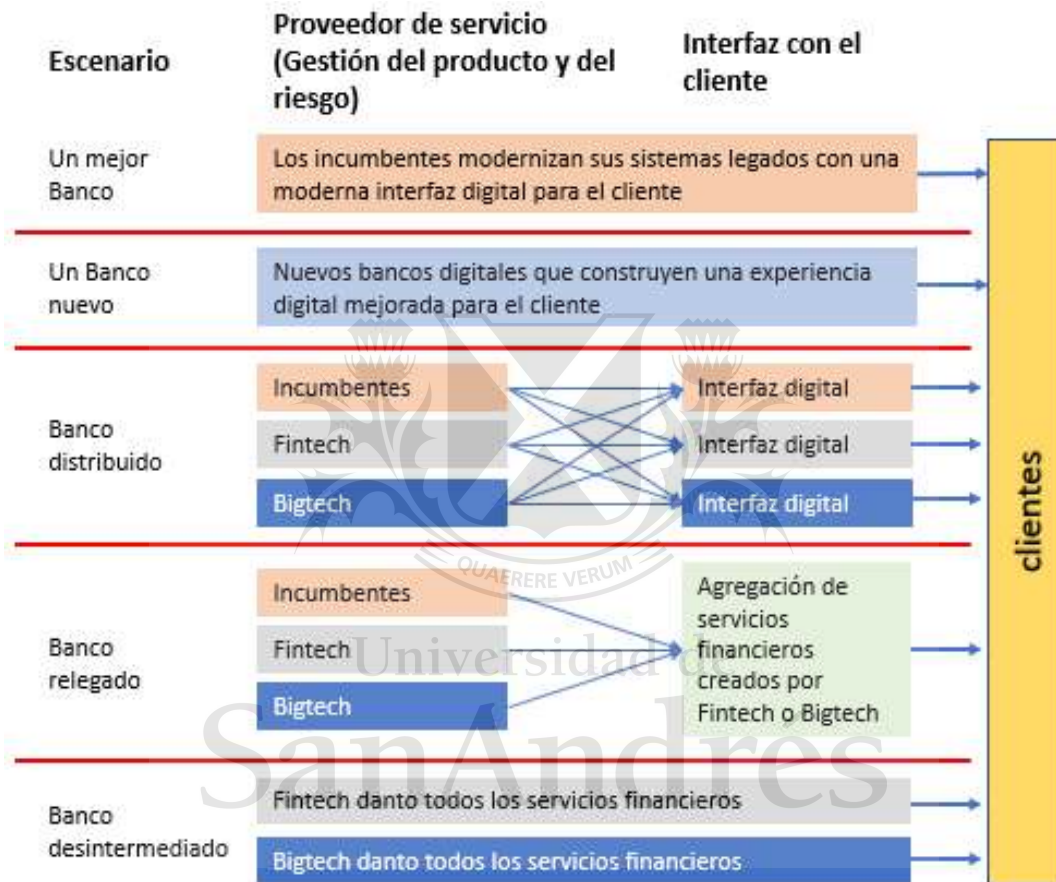 Escenario
Proveedor de servicio
(Gestión del producto y del
riesgo)
Interfaz con el
cliente
Un mejor
Banco
Los incumbentes modernizan sus sistemas legados con una
moderna interfaz digital para el cliente
Un Banco
nuevo
Nuevos bancos digitales que construyen una experiencia
digital mejorada para el cliente
Banco
distribuido
Incumbentes
Interfaz digital
Fintech
Interfaz digital
Bigtech
Interfaz digital
QUAERERE VERUM
Banco
relegado
Incumbentes
Fintech
Bigtech
Agregación de
servicios
financieros
creados por
Fintech o Bigtech
Universidad de
SanAndres
Banco
desintermediado
Fintech danto todos los servicios financieros
Bigtech danto todos los servicios financieros
clientes